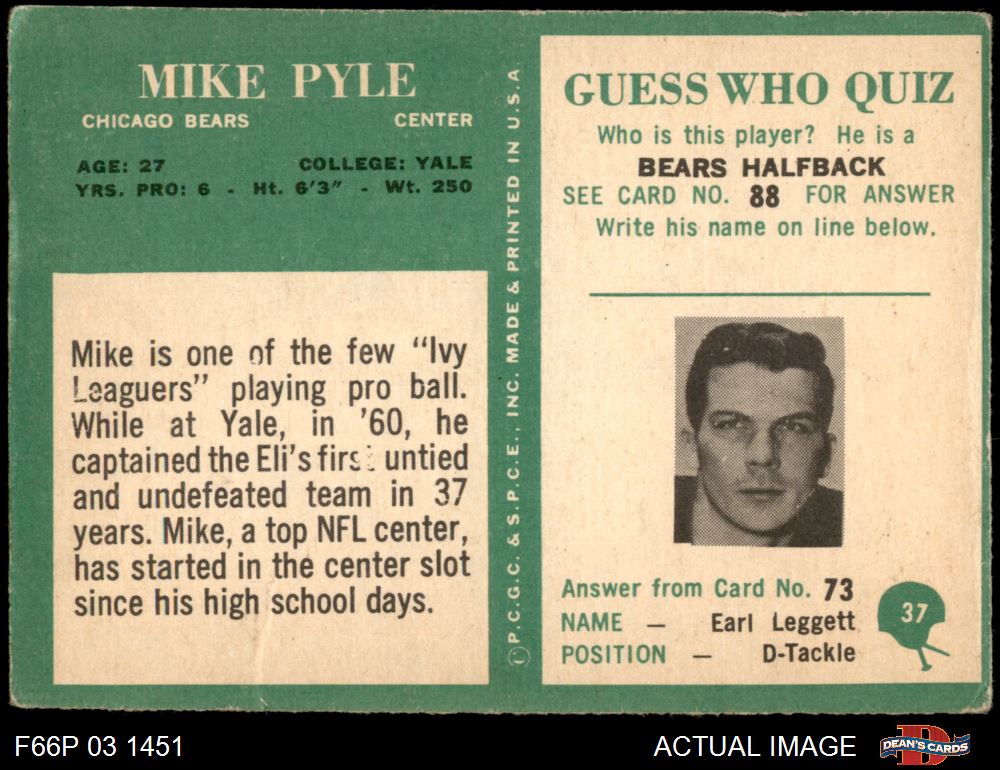 MIKE PYLE
CHICAGO BEARS CENTER
AGE: 27 COLLEGE: YALE
YRS. PRO: 6 - Ht. 6'3" - Wt. 250
Mike is one of the few "Ivy
Leaguers" playing pro ball.
While at Yale, in '60, he
captained the Eli's first untied
and undefeated team in 37
years. Mike, a top NFL center,
has started in the center slot
since his high school days.
Ⓒ P.C.G.C. & S.P.C.E., INC. MADE & PRINTED IN U.S.A.
GUESS WHO QUIZ
Who is this player? He is a
BEARS HALFBACK
SEE CARD NO. 88 FOR ANSWER
Write his name on line below.
Answer from Card No. 73
NAME — Earl Leggett
POSITION — D-Tackle
37
F66P 03 1451
ACTUAL IMAGE
D
DEAN'S CARDS